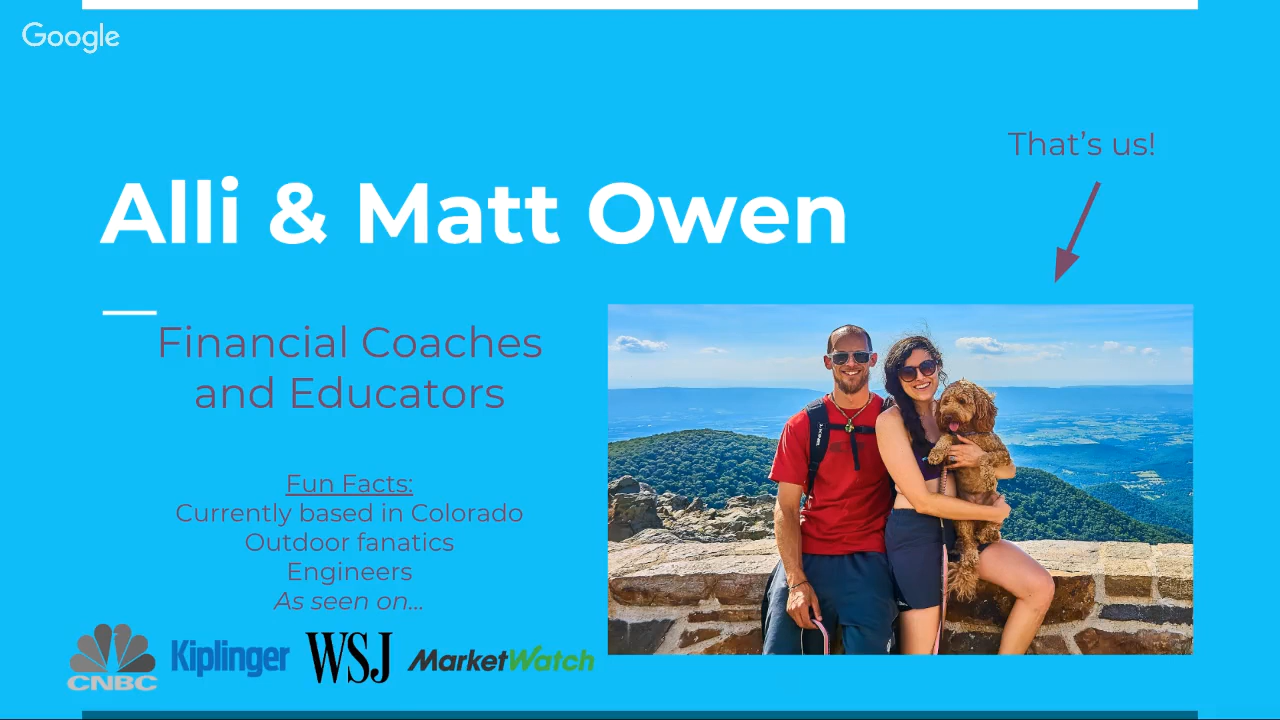 Google
That's us!
Alli & Matt Owen
Financial Coaches
and Educators
Fun Facts:
Currently based in Colorado
Outdoor fanatics
Engineers
As seen on...
CNBC Kiplinger WSJ MarketWatch